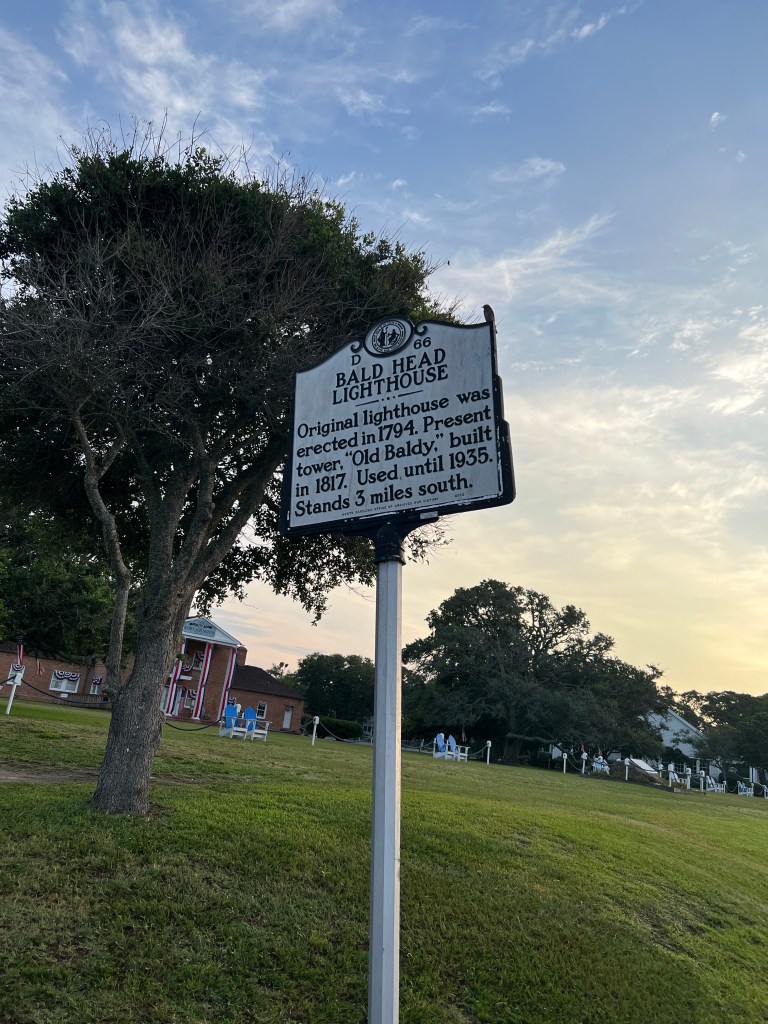 D 66
BALD HEAD
LIGHTHOUSE
Original lighthouse was
erected in 1794. Present
tower, "Old Baldy," built
in 1817. Used until 1935.
Stands 3 miles south.